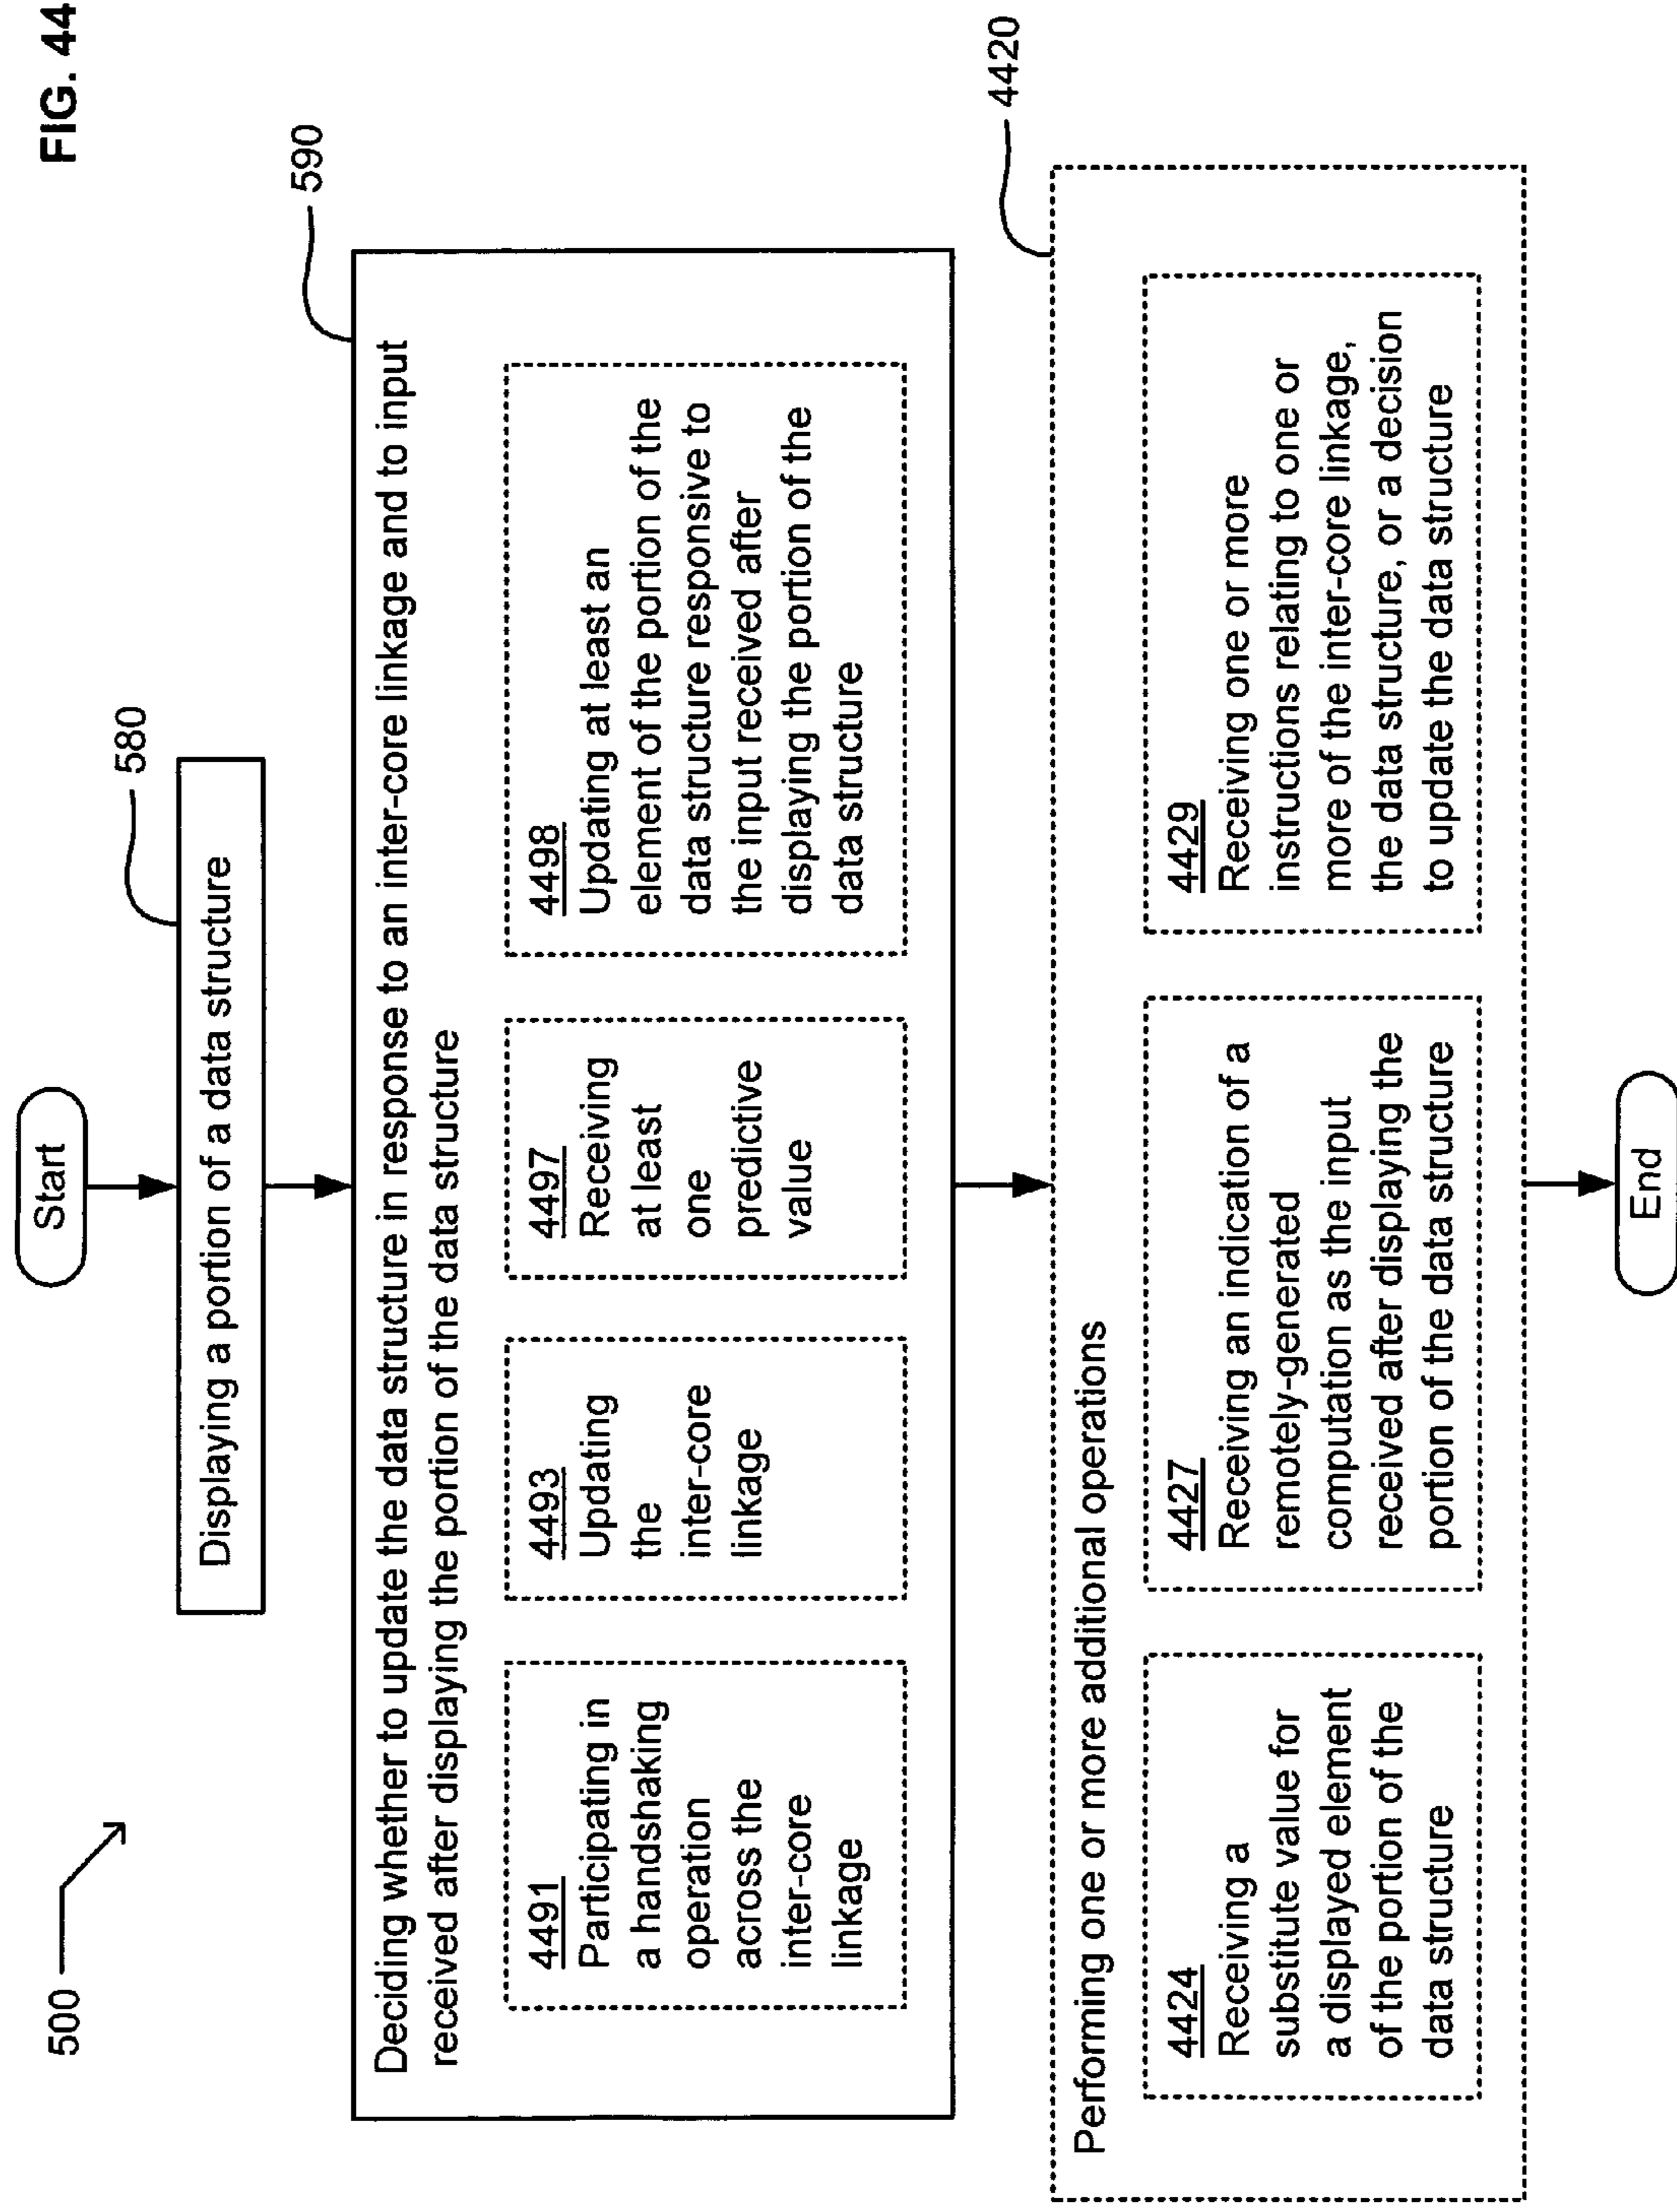 FIG. 44
500
Start
580
Displaying a portion of a data structure
590
Deciding whether to update the data structure in response to an inter-core linkage and to input
received after displaying the portion of the data structure
4491
Participating in
a handshaking
operation
across the
inter-core
linkage
4493
Updating
the
inter-core
linkage
4497
Receiving
at least
one
predictive
value
4498
Updating at least an
element of the portion of the
data structure responsive to
the input received after
displaying the portion of the
data structure
4420
Performing one or more additional operations
4424
Receiving a
substitute value for
a displayed element
of the portion of the
data structure
4427
Receiving an indication of a
remotely-generated
computation as the input
received after displaying the
portion of the data structure
4429
Receiving one or more
instructions relating to one or
more of the inter-core linkage,
the data structure, or a decision
to update the data structure
End